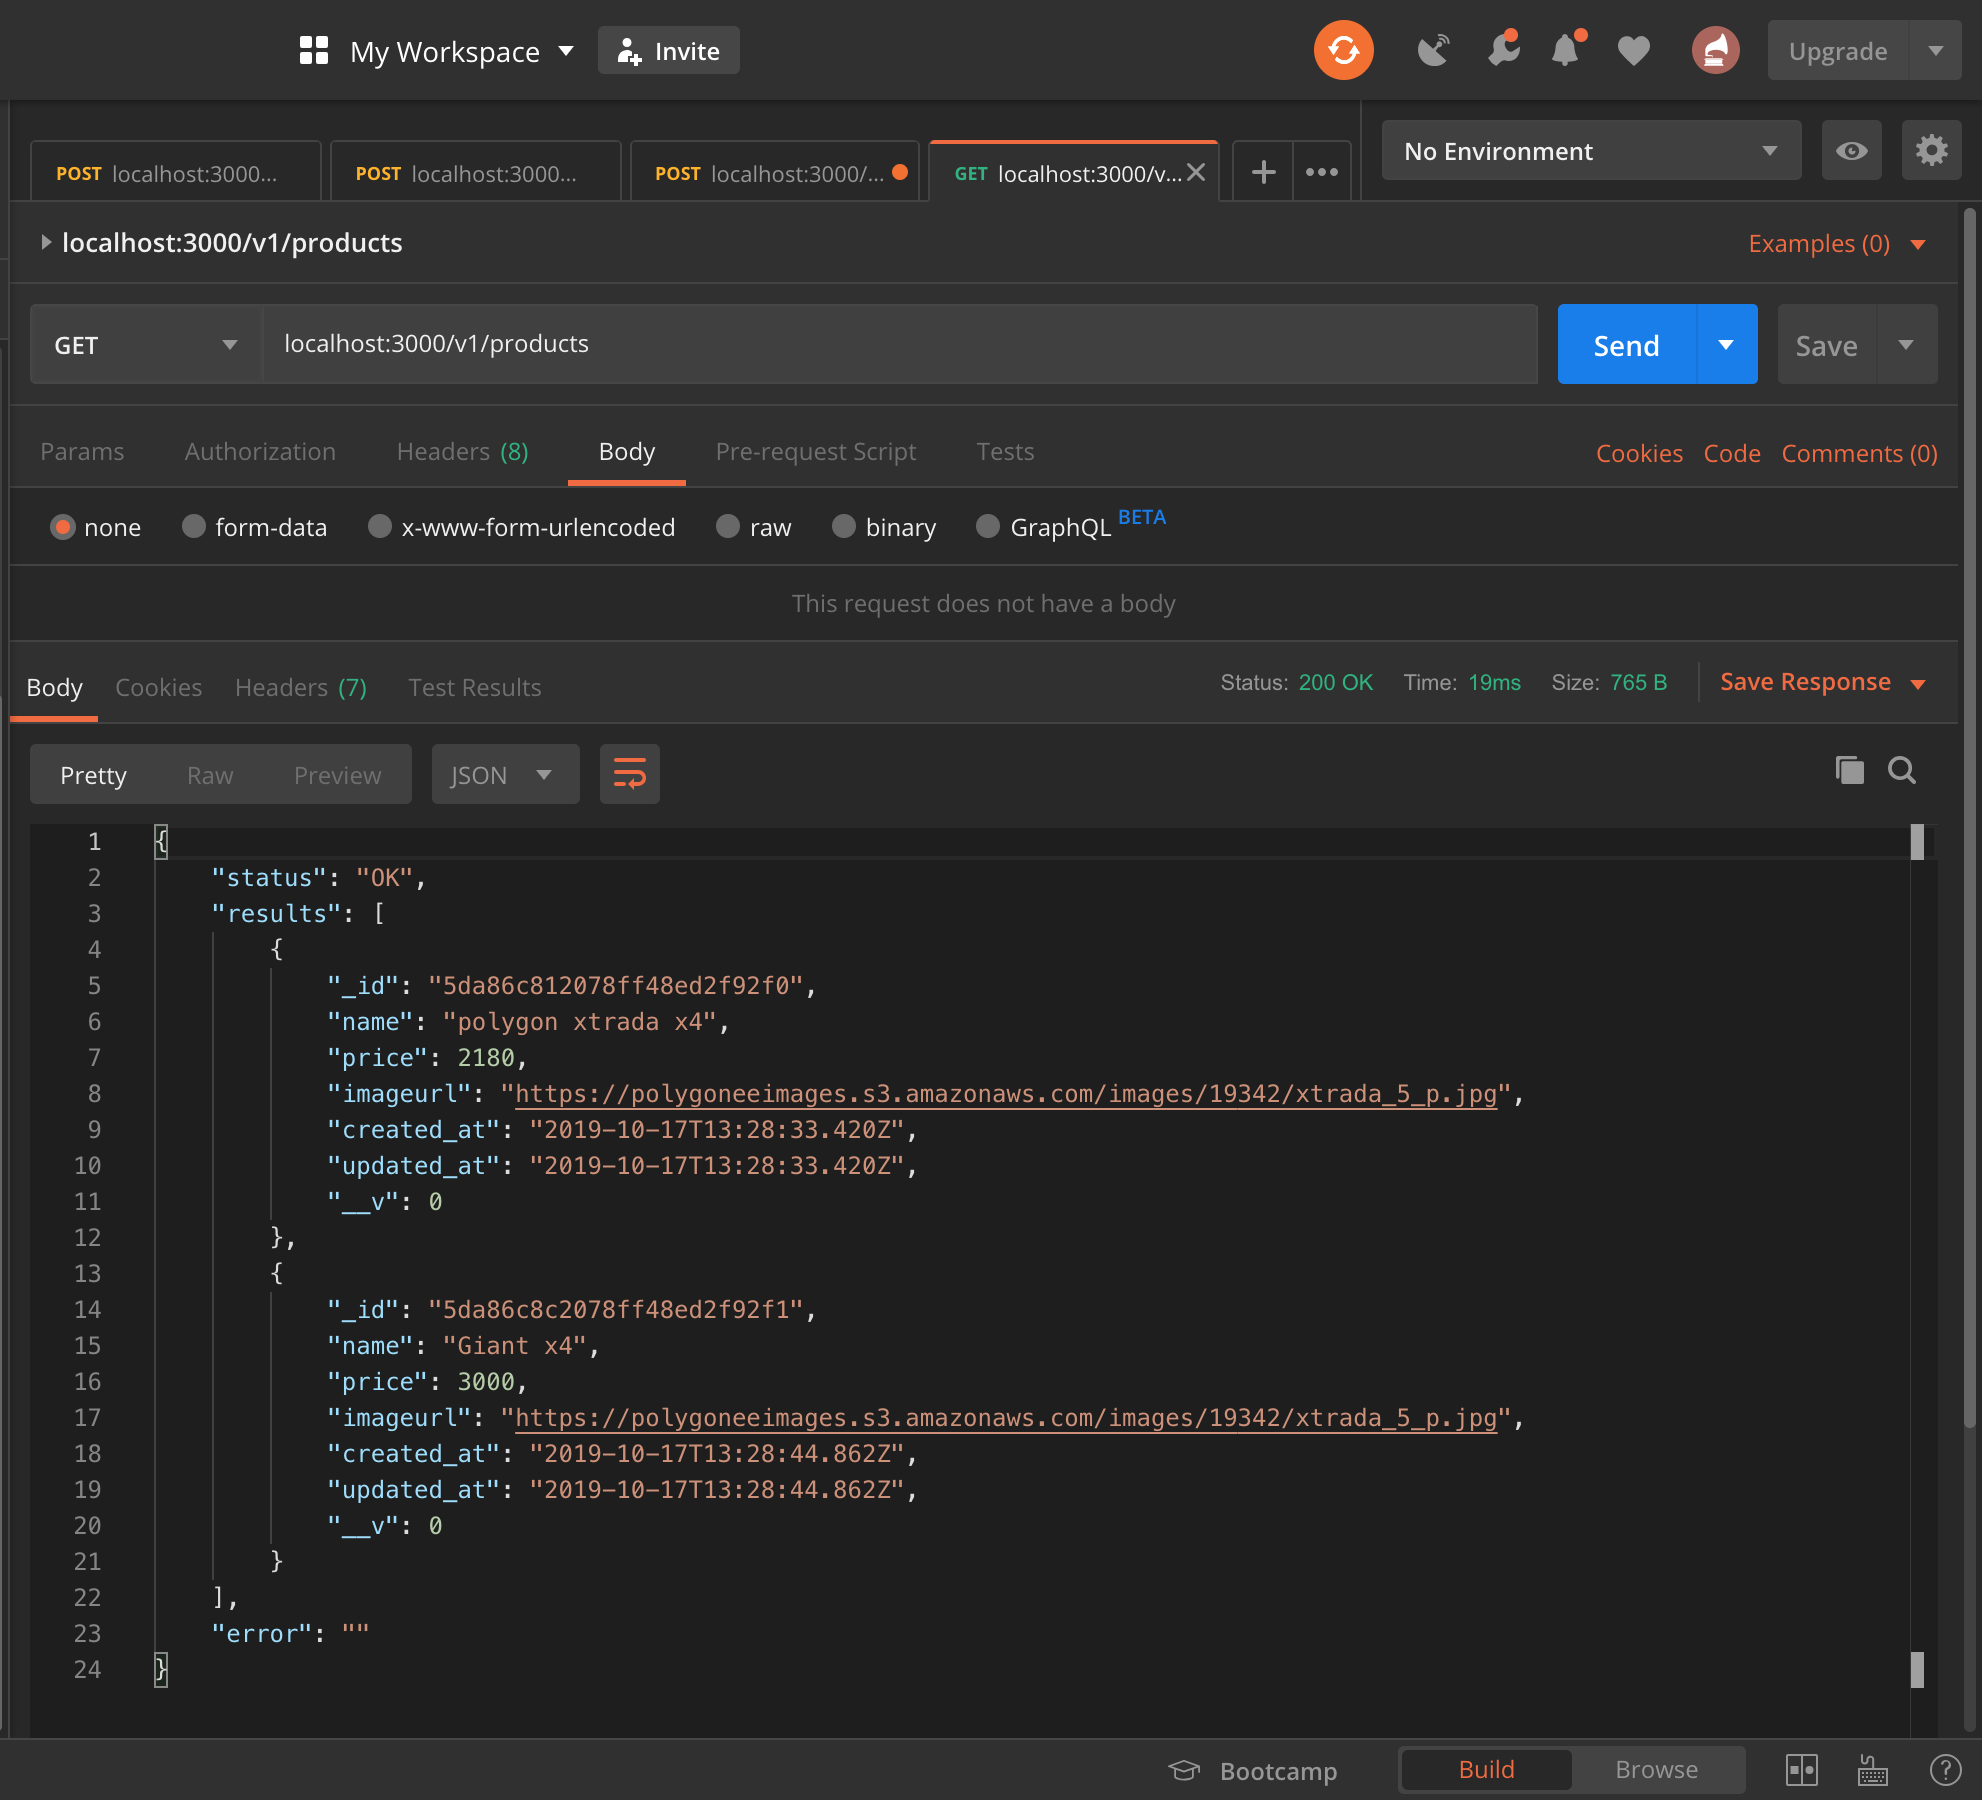 My Workspace Invite Upgrade
POST localhost:3000... POST localhost:3000... POST localhost:3000/... GET localhost:3000/v... No Environment
localhost:3000/v1/products Examples (0)
GET localhost:3000/v1/products Send Save
Params Authorization Headers (8) Body Pre-request Script Tests Cookies Code Comments (0)
none form-data x-www-form-urlencoded raw binary GraphQL BETA
This request does not have a body
Body Cookies Headers (7) Test Results Status: 200 OK Time: 19ms Size: 765 B Save Response
Pretty Raw Preview JSON
1 {
2 "status": "OK",
3 "results": [
4 {
5 "_id": "5da86c812078ff48ed2f92f0",
6 "name": "polygon xtrada x4",
7 "price": 2180,
8 "imageurl": "https://polygoneeimages.s3.amazonaws.com/images/19342/xtrada_5_p.jpg",
9 "created_at": "2019-10-17T13:28:33.420Z",
10 "updated_at": "2019-10-17T13:28:33.420Z",
11 "__v": 0
12 },
13 {
14 "_id": "5da86c8c2078ff48ed2f92f1",
15 "name": "Giant x4",
16 "price": 3000,
17 "imageurl": "https://polygoneeimages.s3.amazonaws.com/images/19342/xtrada_5_p.jpg",
18 "created_at": "2019-10-17T13:28:44.862Z",
19 "updated_at": "2019-10-17T13:28:44.862Z",
20 "__v": 0
21 }
22 ],
23 "error": ""
24 }
Bootcamp Build Browse